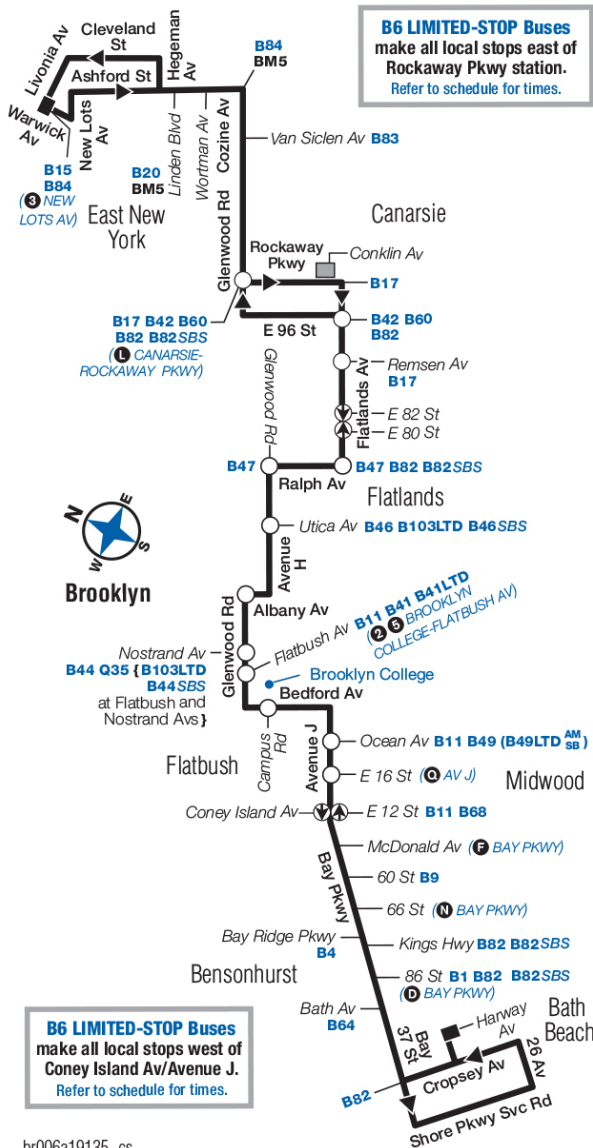 B6 LIMITED-STOP Buses
make all local stops east of
Rockaway Pkwy station.
Refer to schedule for times.
Cleveland
St
Livonia Av
Ashford St
Hegeman
Av
Warwick
Av
New Lots
Av
B84
BM5
Linden Blvd
Wortman Av
Cozine Av
Van Siclen Av B83
B15
B84
(3 NEW
LOTS AV)
B20
BM5
East New
York
Canarsie
Glenwood Rd
Rockaway
Pkwy
Conklin Av
B17
B17 B42 B60
B82 B82SBS
(L CANARSIE-
ROCKAWAY PKWY)
E 96 St
B42 B60
B82
Remsen Av
B17
Flatlands Av
E 82 St
E 80 St
Glenwood Rd
B47
Ralph Av
B47 B82 B82SBS
Flatlands
Utica Av B46 B103LTD B46SBS
Avenue
H
N
E
S
W
Brooklyn
Albany Av
Glenwood Rd
Flatbush Av B11 B41 B41LTD
(2 5 BROOKLYN
COLLEGE-FLATBUSH AV)
Nostrand Av
B44 Q35 { B103LTD
B44SBS
at Flatbush and
Nostrand Avs }
Brooklyn College
Bedford Av
Campus
Rd
Flatbush
Avenue J
Ocean Av B11 B49 (B49LTD AM SB)
E 16 St (Q AV J)
Midwood
Coney Island Av
E 12 St B11 B68
McDonald Av (F BAY PKWY)
Bay Pkwy
60 St B9
66 St (N BAY PKWY)
Bay Ridge Pkwy
B4
Kings Hwy B82 B82SBS
Bensonhurst
86 St B1 B82 B82SBS
(D BAY PKWY)
Bath Av
B64
Bay
37 St
Harway
Av
Bath
Beach
26 Av
Cropsey Av
B82
Shore Pkwy Svc Rd
B6 LIMITED-STOP Buses
make all local stops west of
Coney Island Av/Avenue J.
Refer to schedule for times.
br006a19135_cs